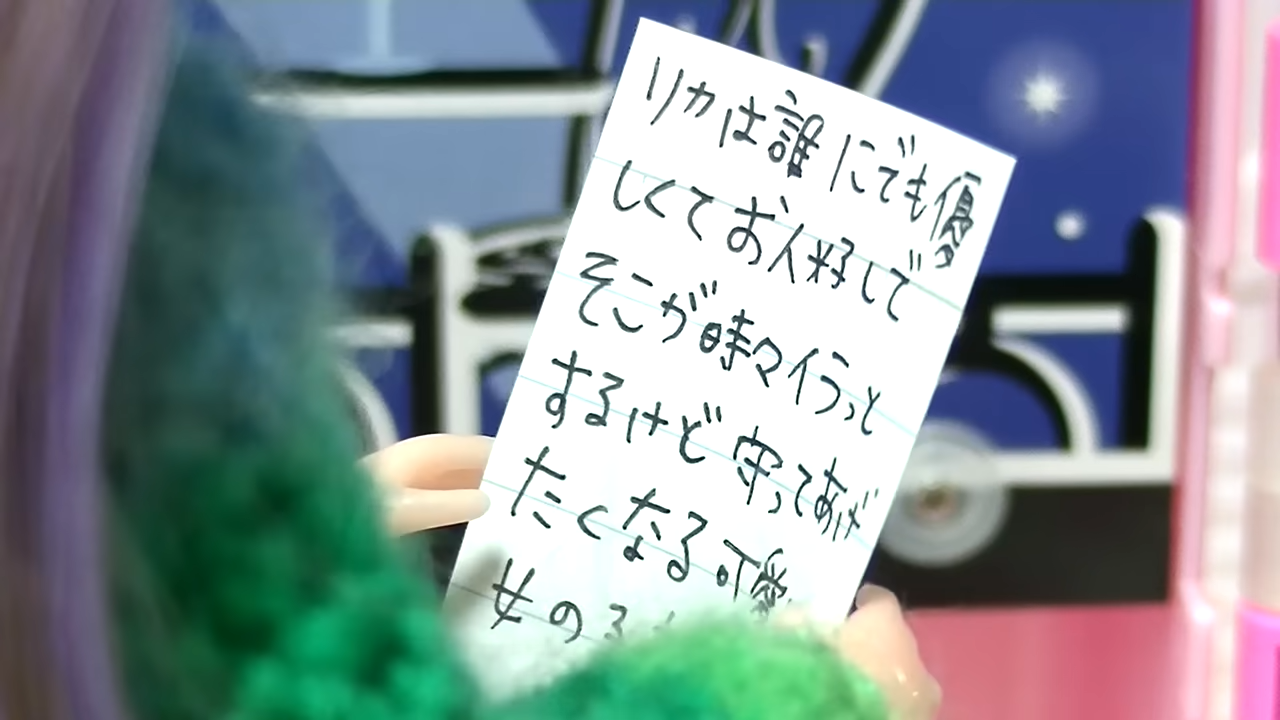 リカは誰にでも優
しくてお人好しで
そこが時々イラっと
するけど守ってあげ
たくなる可愛
女の子